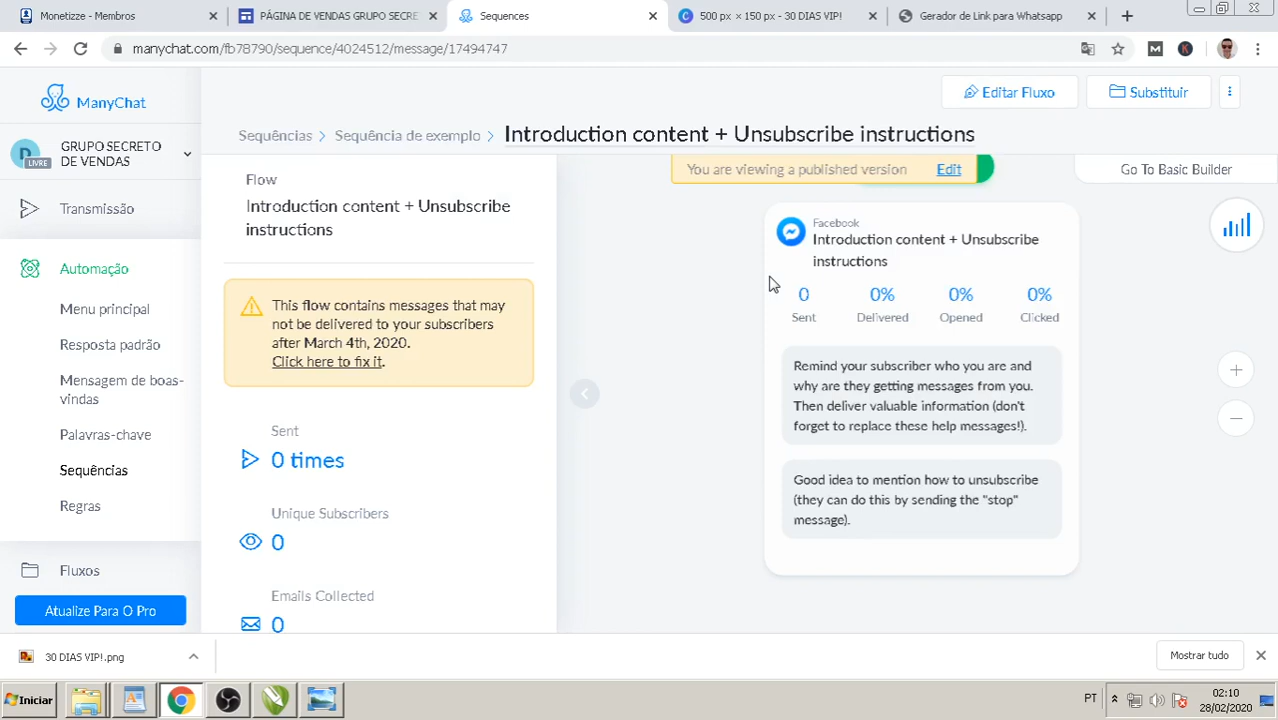 Monetizze - Membros
PÁGINA DE VENDAS GRUPO SECRE
Sequences
500 px × 150 px - 30 DIAS VIP!
Gerador de Link para Whatsapp
manychat.com/fb78790/sequence/4024512/message/17494747
ManyChat
Editar Fluxo
Substituir
GRUPO SECRETO
DE VENDAS
D
LIVRE
Transmissão
Automação
Menu principal
Resposta padrão
Mensagem de boas-
vindas
Palavras-chave
Sequências
Regras
Fluxos
Atualize Para O Pro
Sequências
Sequência de exemplo
Introduction content + Unsubscribe instructions
Flow
Introduction content + Unsubscribe
instructions
This flow contains messages that may
not be delivered to your subscribers
after March 4th, 2020.
Click here to fix it.
Sent
0 times
Unique Subscribers
0
Emails Collected
0
You are viewing a published version
Edit
Go To Basic Builder
Facebook
Introduction content + Unsubscribe
instructions
0
0%
0%
0%
Sent
Delivered
Opened
Clicked
Remind your subscriber who you are and
why are they getting messages from you.
Then deliver valuable information (don't
forget to replace these help messages!).
Good idea to mention how to unsubscribe
(they can do this by sending the "stop"
message).
30 DIAS VIP!.png
Mostrar tudo
Iniciar
PT
02:10
28/02/2020